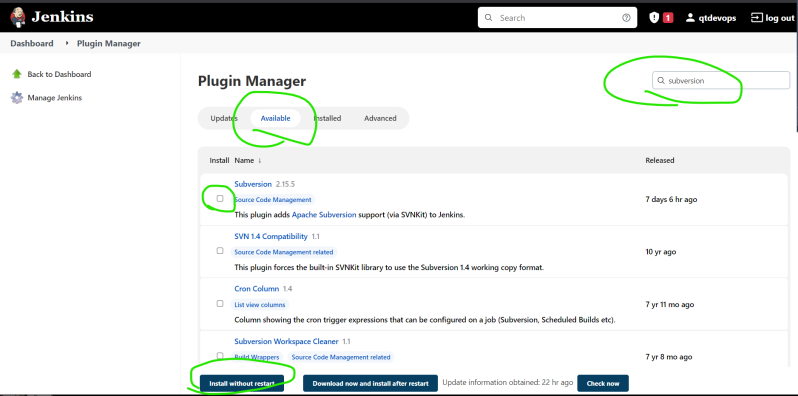 Jenkins
Search
1
qtdevops
log out
Dashboard
Plugin Manager
Back to Dashboard
Manage Jenkins
Plugin Manager
subversion
Updates
Available
Installed
Advanced
Install Name ↓ Released
Subversion 2.15.5
Source Code Management
7 days 6 hr ago
This plugin adds Apache Subversion support (via SVNKit) to Jenkins.
SVN 1.4 Compatibility 1.1
Source Code Management related
10 yr ago
This plugin forces the built-in SVNKit library to use the Subversion 1.4 working copy format.
Cron Column 1.4
List view columns
7 yr 11 mo ago
Column showing the cron trigger expressions that can be configured on a job (Subversion, Scheduled Builds etc).
Subversion Workspace Cleaner 1.1
Build Wrappers Source Code Management related
7 yr 8 mo ago
Install without restart
Download now and install after restart
Update information obtained: 22 hr ago
Check now